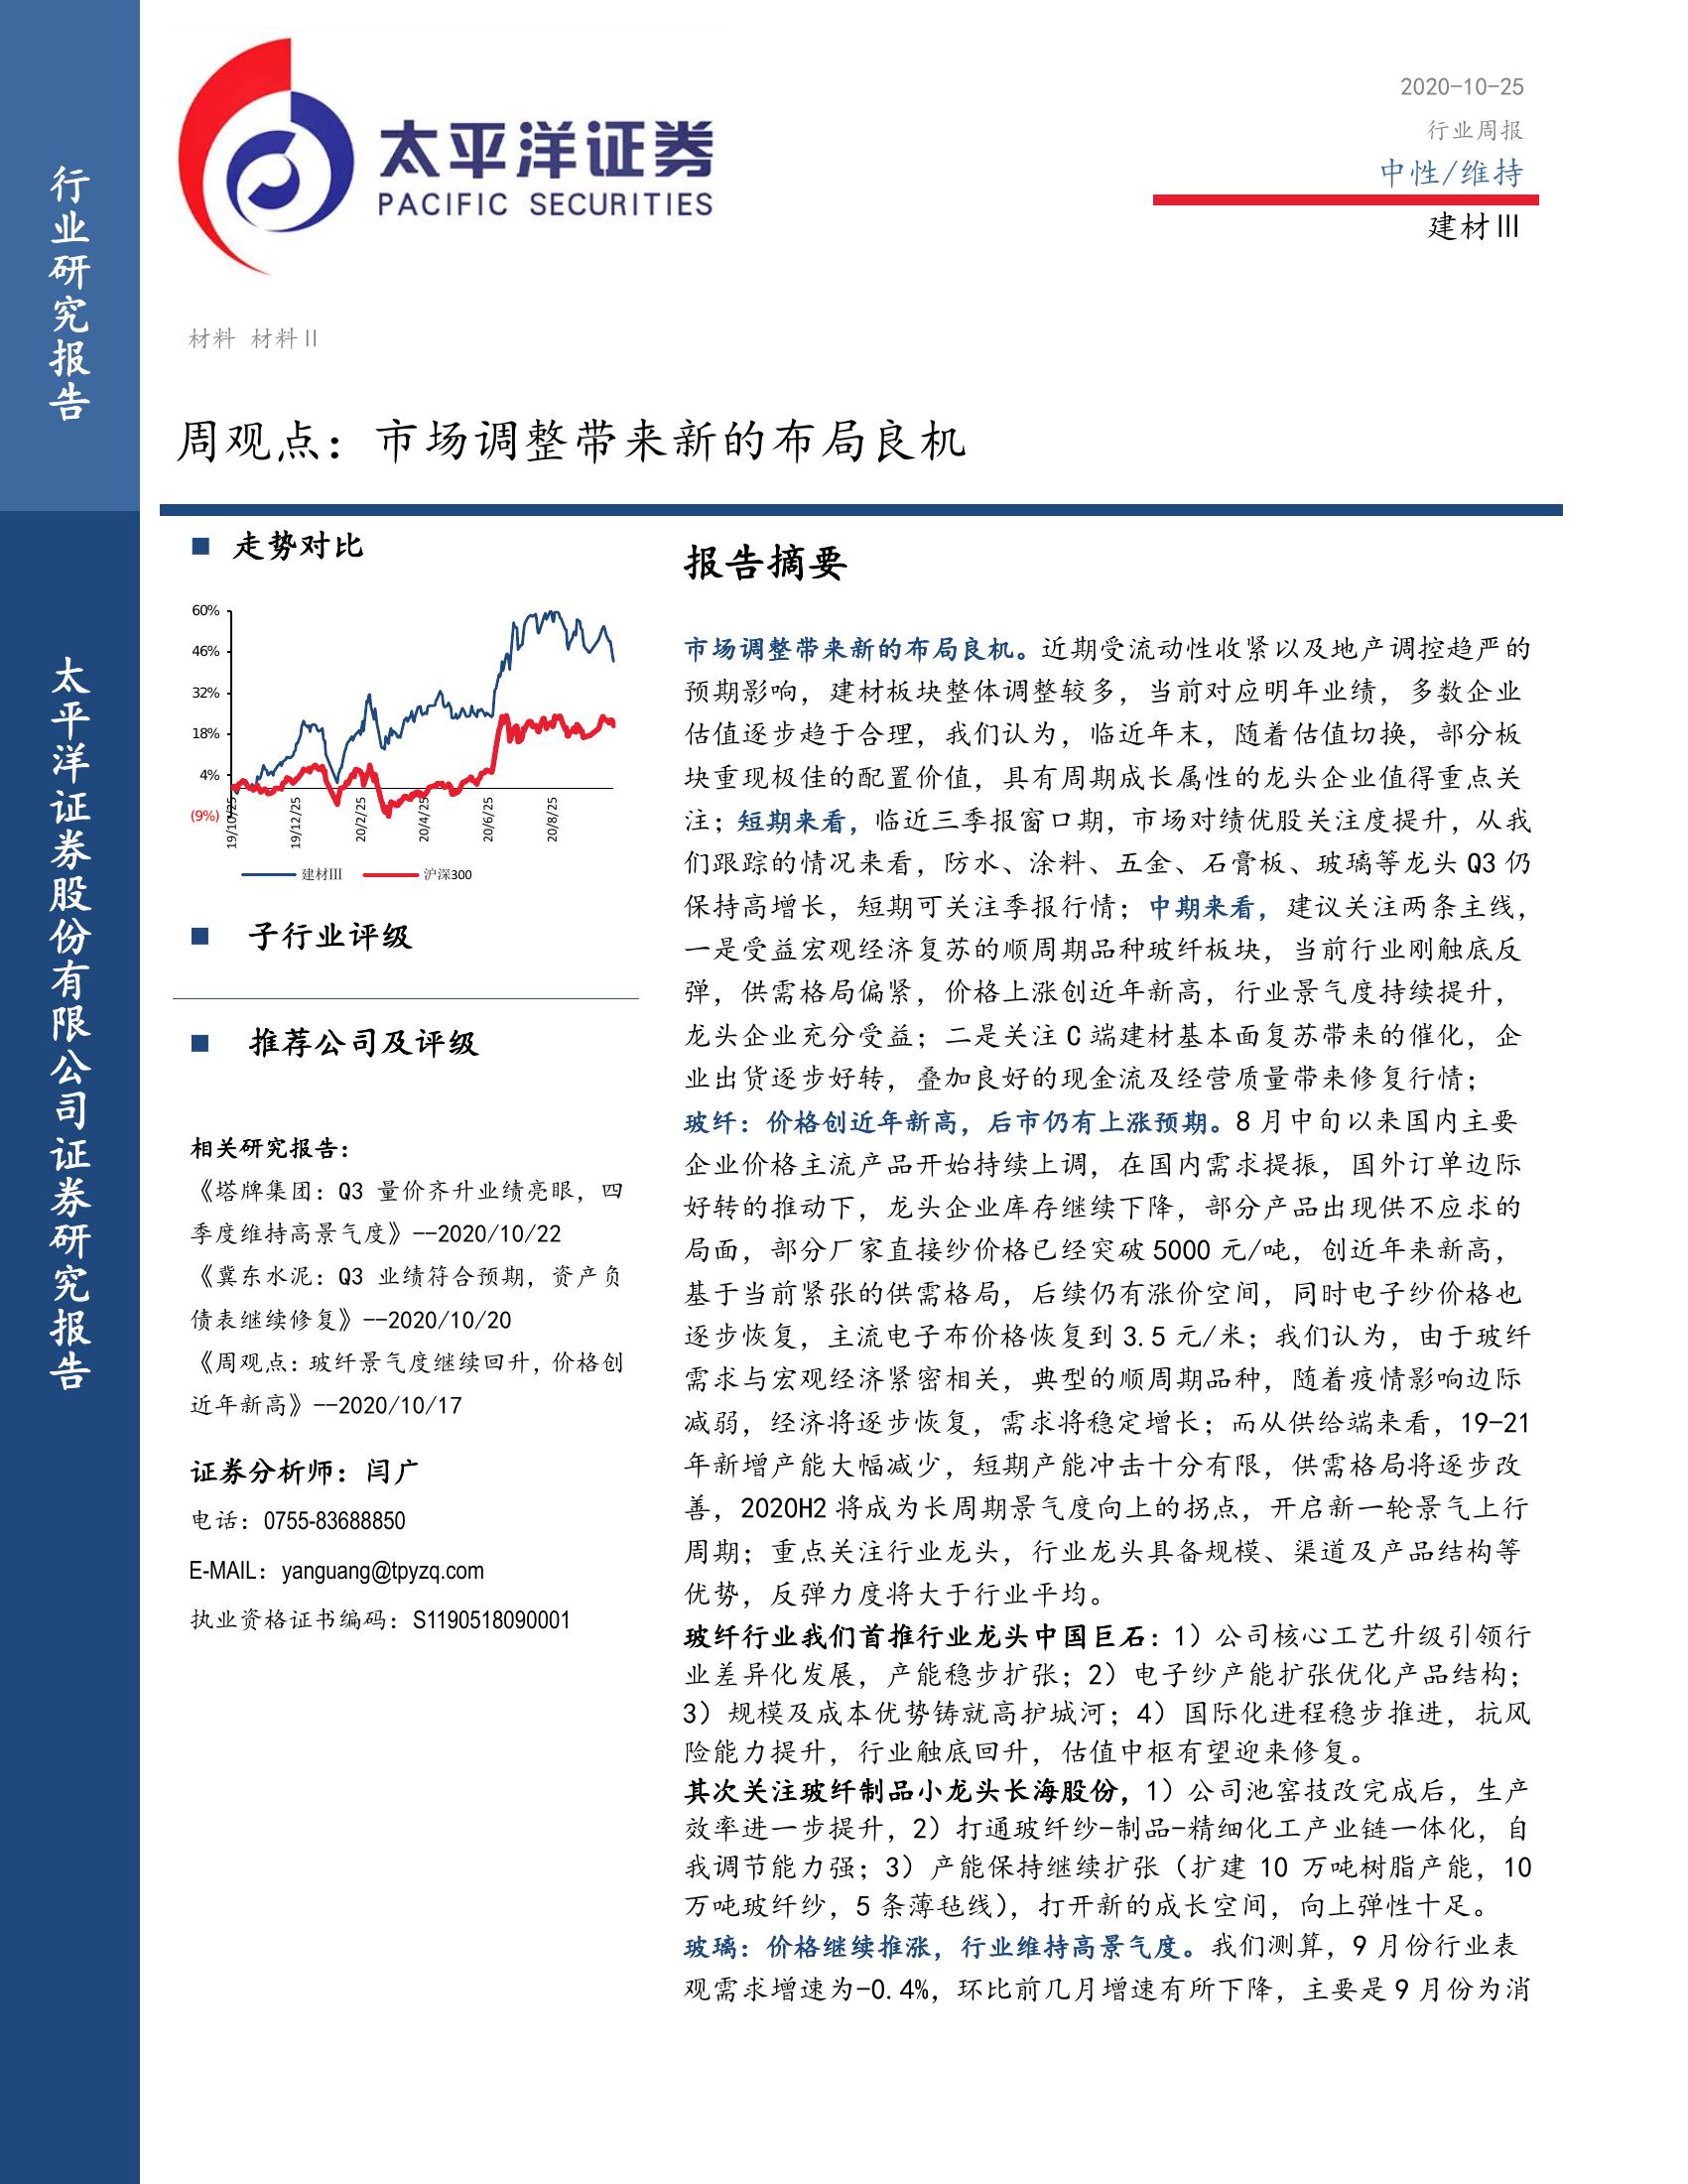 行业研究报告
太平洋证券股份有限公司证券研究报告
太平洋证券
PACIFIC SECURITIES
2020-10-25
行业周报
中性/维持
建材Ⅲ
材料 材料Ⅱ
周观点：市场调整带来新的布局良机
■ 走势对比
60%
46%
32%
18%
4%
(9%)
19/10/25
19/12/25
20/2/25
20/4/25
20/6/25
20/8/25
建材Ⅲ 沪深300
■ 子行业评级
■ 推荐公司及评级
相关研究报告：
《塔牌集团：Q3 量价齐升业绩亮眼，四
季度维持高景气度》--2020/10/22
《冀东水泥：Q3 业绩符合预期，资产负
债表继续修复》--2020/10/20
《周观点：玻纤景气度继续回升，价格创
近年新高》--2020/10/17
证券分析师：闫广
电话：0755-83688850
E-MAIL：yanguang@tpyzq.com
执业资格证书编码：S1190518090001
报告摘要
市场调整带来新的布局良机。近期受流动性收紧以及地产调控趋严的
预期影响，建材板块整体调整较多，当前对应明年业绩，多数企业
估值逐步趋于合理，我们认为，临近年末，随着估值切换，部分板
块重现极佳的配置价值，具有周期成长属性的龙头企业值得重点关
注；短期来看，临近三季报窗口期，市场对绩优股关注度提升，从我
们跟踪的情况来看，防水、涂料、五金、石膏板、玻璃等龙头 Q3 仍
保持高增长，短期可关注季报行情；中期来看，建议关注两条主线，
一是受益宏观经济复苏的顺周期品种玻纤板块，当前行业刚触底反
弹，供需格局偏紧，价格上涨创近年新高，行业景气度持续提升，
龙头企业充分受益；二是关注 C 端建材基本面复苏带来的催化，企
业出货逐步好转，叠加良好的现金流及经营质量带来修复行情；
玻纤：价格创近年新高，后市仍有上涨预期。8 月中旬以来国内主要
企业价格主流产品开始持续上调，在国内需求提振，国外订单边际
好转的推动下，龙头企业库存继续下降，部分产品出现供不应求的
局面，部分厂家直接纱价格已经突破 5000 元/吨，创近年来新高，
基于当前紧张的供需格局，后续仍有涨价空间，同时电子纱价格也
逐步恢复，主流电子布价格恢复到 3.5 元/米；我们认为，由于玻纤
需求与宏观经济紧密相关，典型的顺周期品种，随着疫情影响边际
减弱，经济将逐步恢复，需求将稳定增长；而从供给端来看，19-21
年新增产能大幅减少，短期产能冲击十分有限，供需格局将逐步改
善，2020H2 将成为长周期景气度向上的拐点，开启新一轮景气上行
周期；重点关注行业龙头，行业龙头具备规模、渠道及产品结构等
优势，反弹力度将大于行业平均。
玻纤行业我们首推行业龙头中国巨石：1）公司核心工艺升级引领行
业差异化发展，产能稳步扩张；2）电子纱产能扩张优化产品结构；
3）规模及成本优势铸就高护城河；4）国际化进程稳步推进，抗风
险能力提升，行业触底回升，估值中枢有望迎来修复。
其次关注玻纤制品小龙头长海股份，1）公司池窑技改完成后，生产
效率进一步提升，2）打通玻纤纱-制品-精细化工产业链一体化，自
我调节能力强；3）产能保持继续扩张（扩建 10 万吨树脂产能，10
万吨玻纤纱，5 条薄毡线），打开新的成长空间，向上弹性十足。
玻璃：价格继续推涨，行业维持高景气度。我们测算，9 月份行业表
观需求增速为-0.4%，环比前几月增速有所下降，主要是 9 月份为消